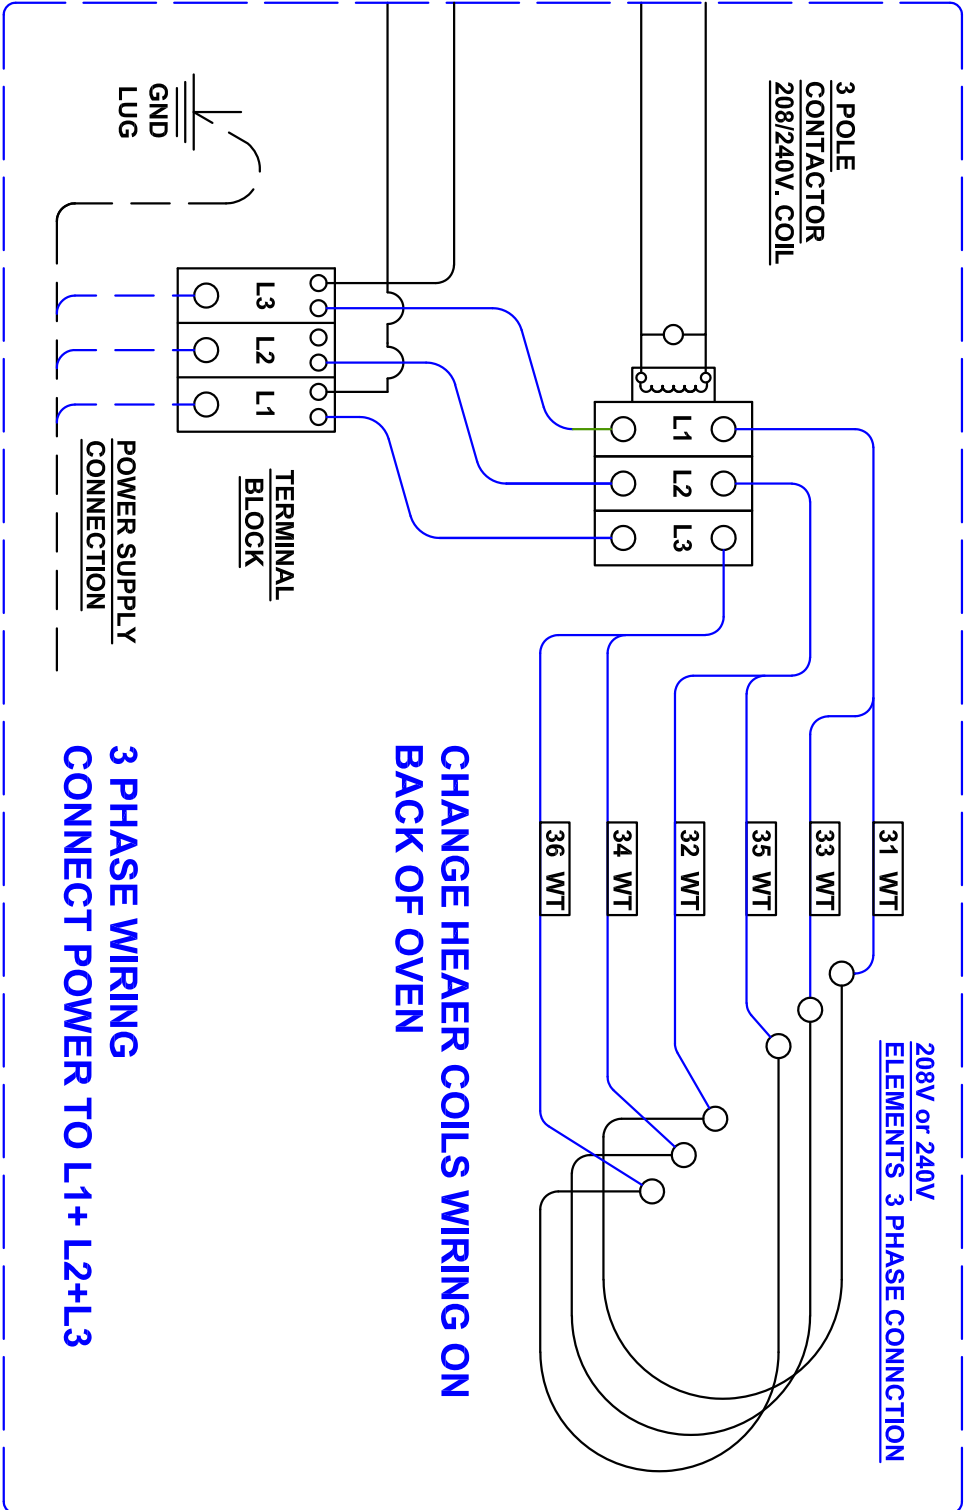 3 POLE
CONTACTOR
208/240V. COIL
GND
LUG
L3
L2
L1
L1
L2
L3
TERMINAL
BLOCK
POWER SUPPLY
CONNECTION
31 WT
33 WT
35 WT
32 WT
34 WT
36 WT
208V or 240V
ELEMENTS 3 PHASE CONNCTION
CHANGE HEAER COILS WIRING ON
BACK OF OVEN
3 PHASE WIRING
CONNECT POWER TO L1+ L2+L3